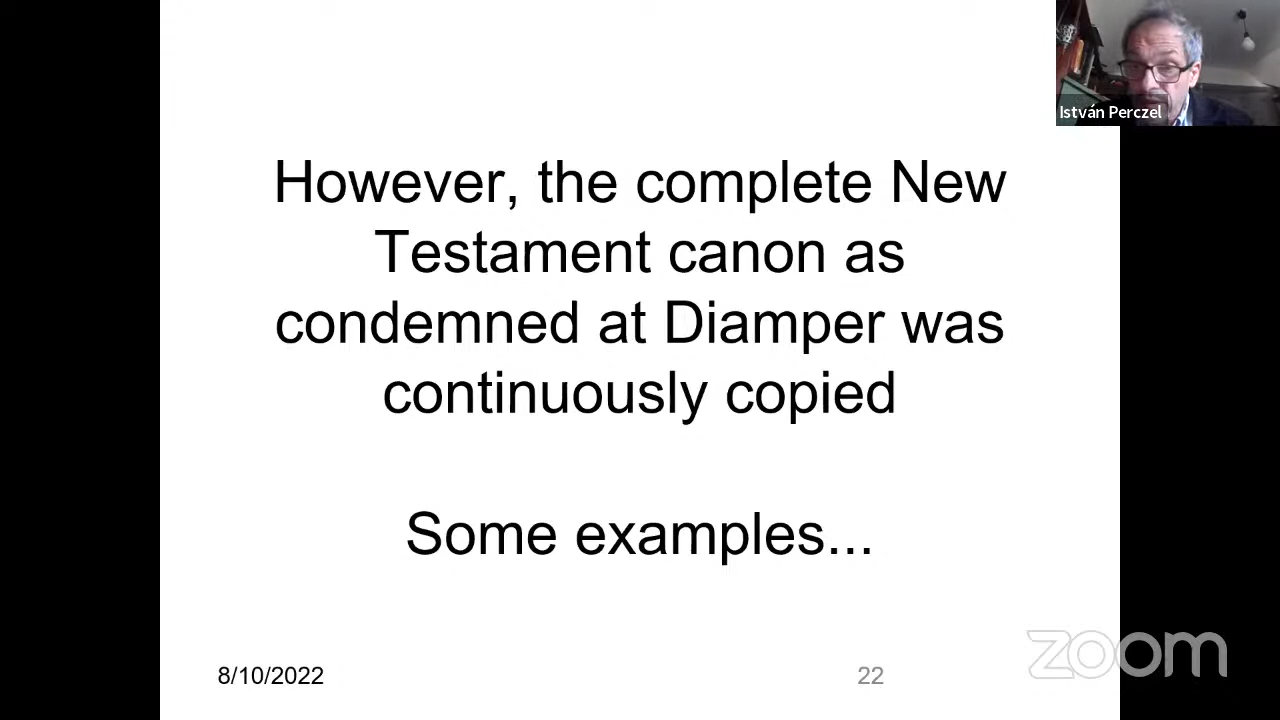 István Perczel
However, the complete New
Testament canon as
condemned at Diamper was
continuously copied
Some examples...
8/10/2022
22
zoom